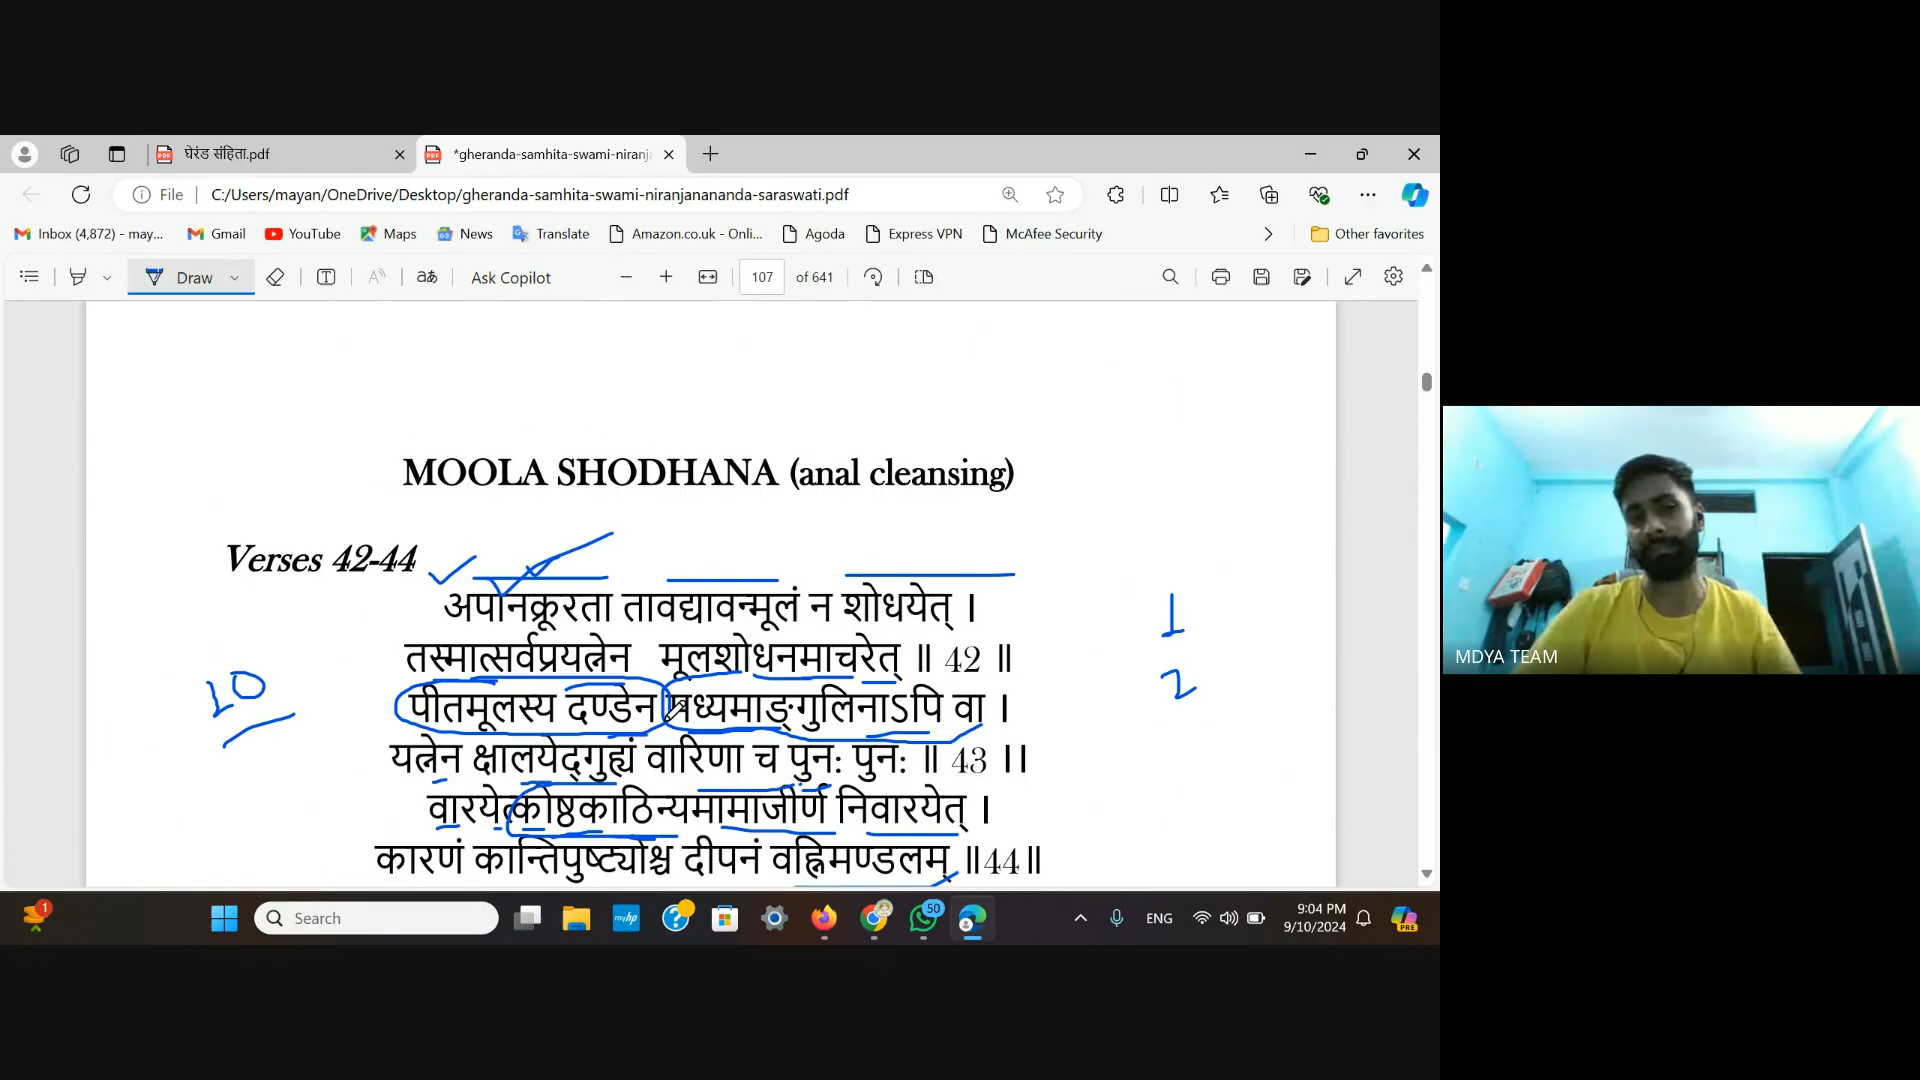 घेरंड संहिता.pdf
*gheranda-samhita-swami-niranj
File C:/Users/mayan/OneDrive/Desktop/gheranda-samhita-swami-niranjanananda-saraswati.pdf
Inbox (4,872) - may... Gmail YouTube Maps News Translate Amazon.co.uk - Onli... Agoda Express VPN McAfee Security Other favorites
Draw Ask Copilot 107 of 641
MOOLA SHODHANA (anal cleansing)
Verses 42-44
अपानक्रूरता तावद्यावन्मूलं न शोधयेत् ।
तस्मात्सर्वप्रयत्नेन मूलशोधनमाचरेत् ॥ 42 ॥
पीतमूलस्य दण्डेन मध्यमाङ्गुलिनाऽपि वा ।
यत्नेन क्षालयेद्गुह्यं वारिणा च पुनः पुनः ॥ 43 ।।
वारयेत्कोष्ठकाठिन्यमामाजीर्ण निवारयेत् ।
कारणं कान्तिपुष्ट्योश्च दीपनं वह्निमण्डलम् ॥44॥
1
2
MDYA TEAM
1 Search myhp 50 ENG 9:04 PM
9/10/2024 PRE